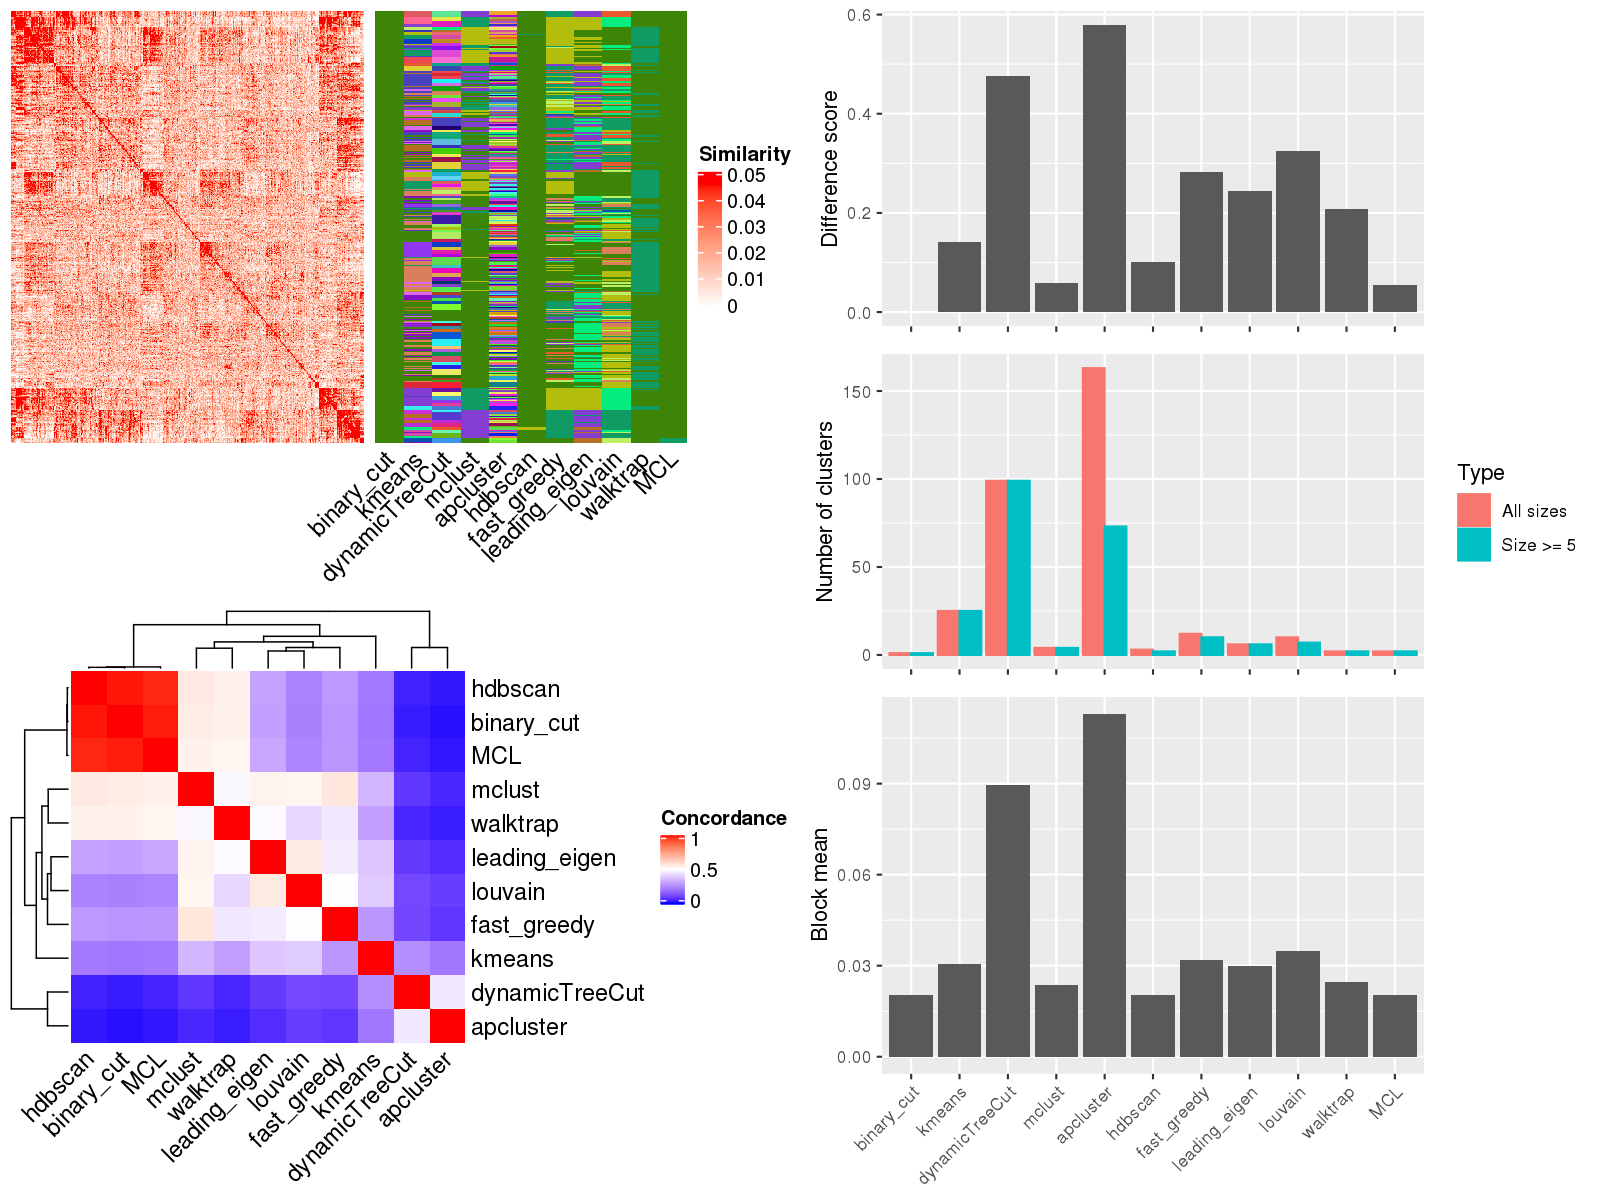 Similarity
0.05
0.04
0.03
0.02
0.01
0
binary_cut
kmeans
dynamicTreeCut
mclust
apcluster
hdbscan
fast_greedy
leading_eigen
louvain
walktrap
MCL
hdbscan
binary_cut
MCL
mclust
walktrap
leading_eigen
louvain
fast_greedy
kmeans
dynamicTreeCut
apcluster
hdbscan
binary_cut
MCL
mclust
walktrap
leading_eigen
louvain
fast_greedy
kmeans
dynamicTreeCut
apcluster
Concordance
1
0.5
0
Difference score
0.6
0.4
0.2
0.0
Number of clusters
150
100
50
0
Type
All sizes
Size >= 5
Block mean
0.09
0.06
0.03
0.00
binary_cut
kmeans
dynamicTreeCut
mclust
apcluster
hdbscan
fast_greedy
leading_eigen
louvain
walktrap
MCL